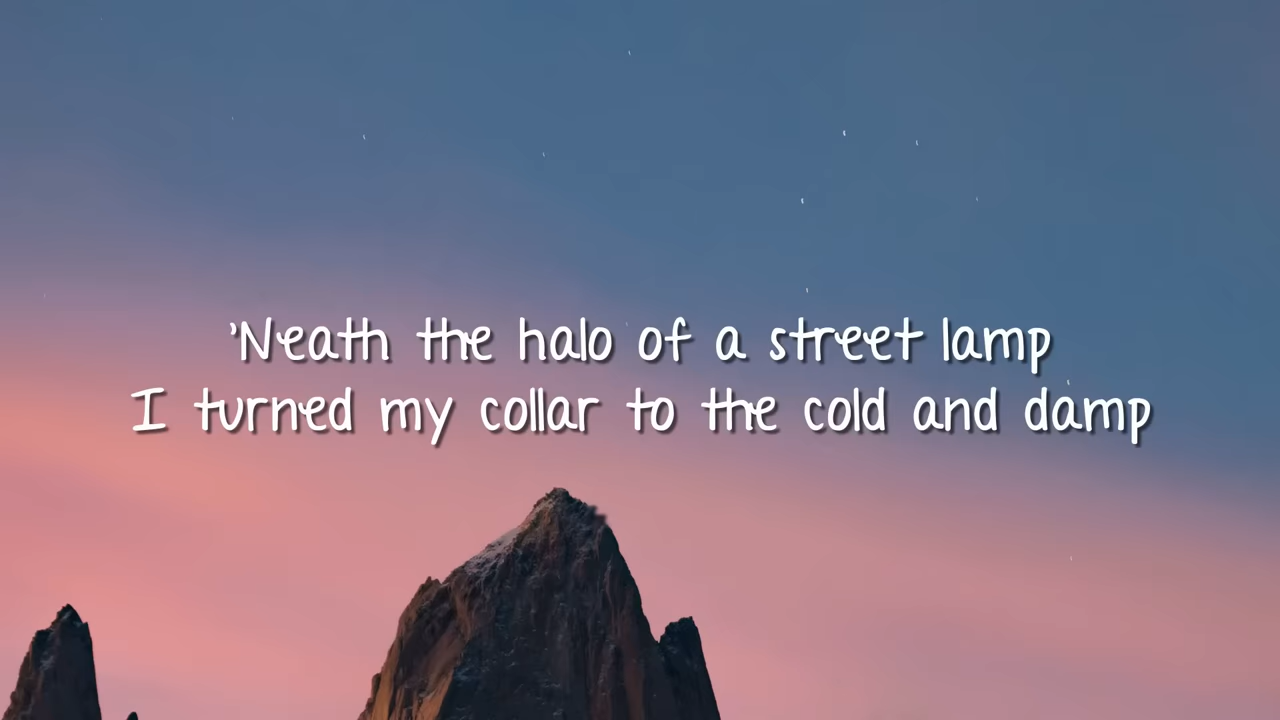 'Neath the halo of a street lamp
I turned my collar to the cold and damp